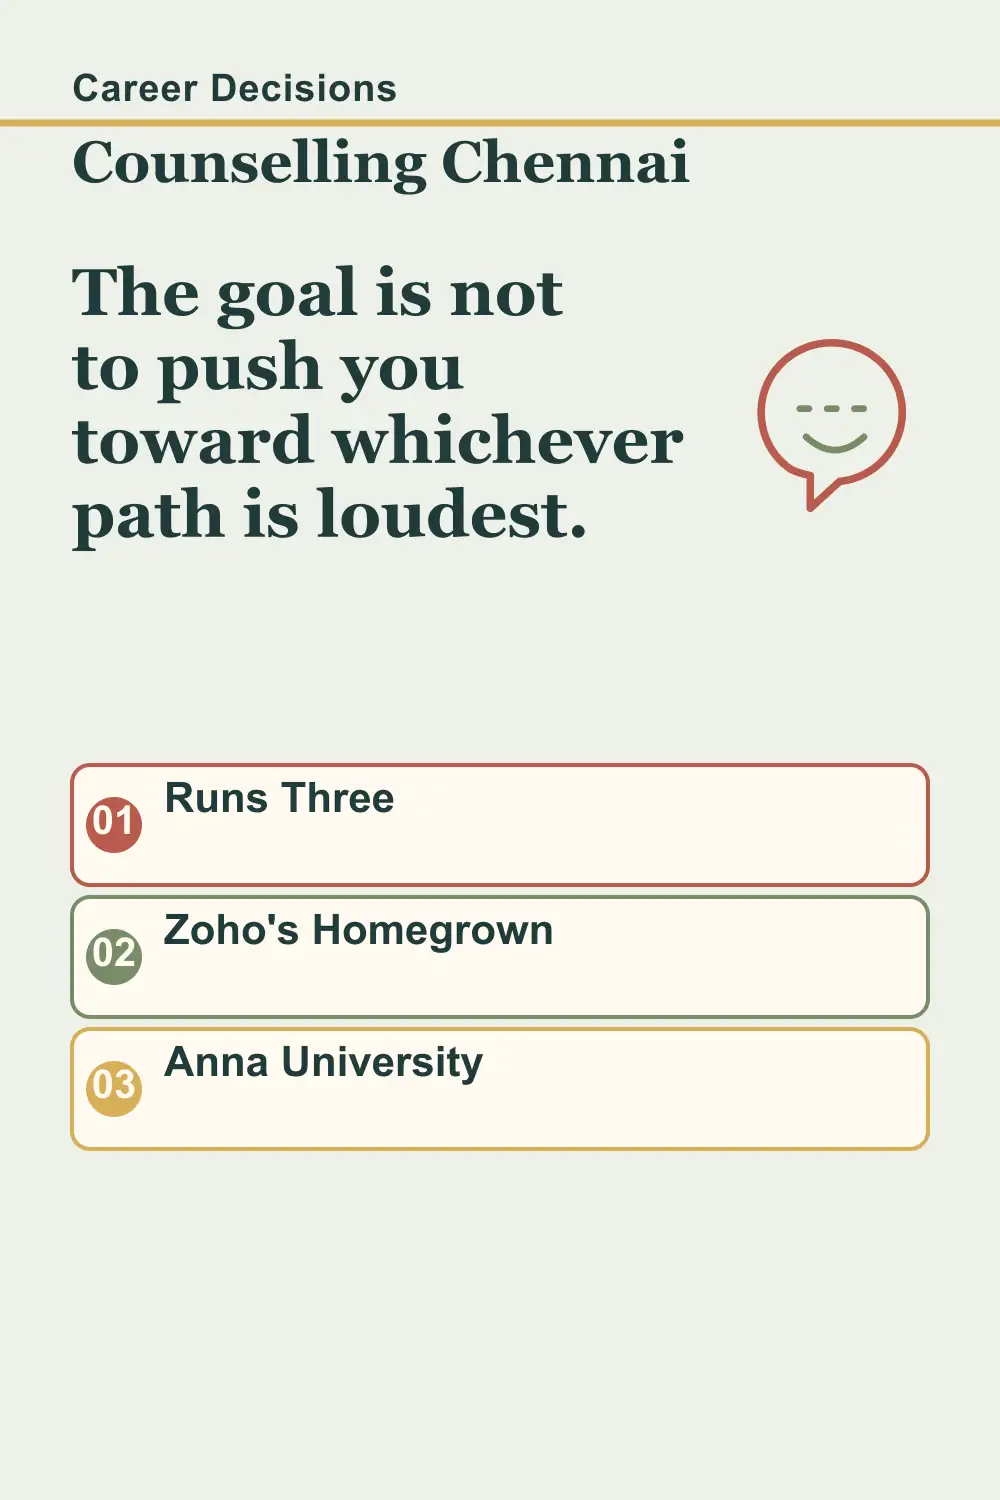 Career Decisions
Counselling Chennai
The goal is not
to push you
toward whichever
path is loudest.
01 Runs Three
02 Zoho's Homegrown
03 Anna University